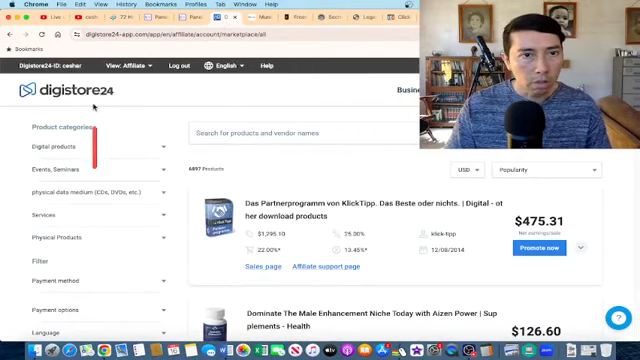 Chrome File Edit View History Bookmarks Profiles Tab Window
digistore24-app.com/app/en/affiliate/account/marketplace/all
Bookmarks
Digistore24-ID: ceshar View: Affiliate Log out English
digistore24
Product categories
Digital products
Events, Seminars
physical data medium (CDs, DVDs, etc.)
Services
Physical Products
Filter
Payment method
Payment options
Language
Search for products and vendor names
6897 Products
USD
Popularity
Das Partnerprogramm von KlickTipp. Das Beste oder nichts. | Digital - ot
her download products
$1,295.10 25.00% klick-tipp
22.00%* 13.45%* 12/08/2014
Sales page Affiliate support page
$475.31
Net earnings/sale
Promote now
Dominate The Male Enhancement Niche Today with Aizen Power | Sup
plements - Health
$126.60
?